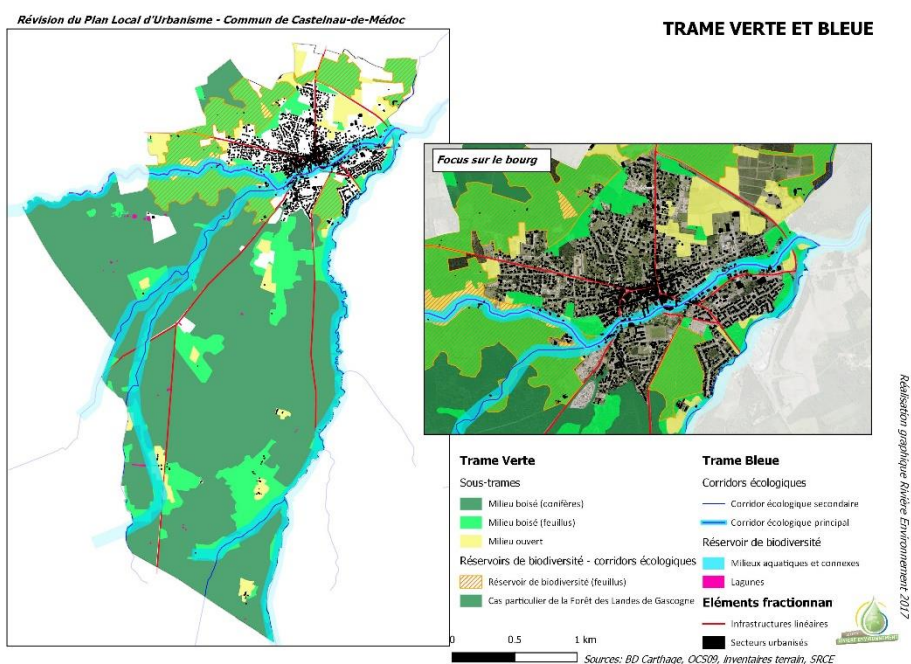 Révision du Plan Local d'Urbanisme - Commun de Castelnau-de-Médoc
TRAME VERTE ET BLEUE
Focus sur le bourg
Trame Verte
Sous-trames
Milieu boisé (conifères)
Milieu boisé (feuillus)
Milieu ouvert
Réservoirs de biodiversité - corridors écologiques
Réservoir de biodiversité (feuillus)
Cas particulier de la Forêt des Landes de Gascogne
Trame Bleue
Corridors écologiques
Corridor écologique secondaire
Corridor écologique principal
Réservoir de biodiversité
Milieux aquatiques et connexes
Lagunes
Eléments fractionnan
Infrastructures linéaires
Secteurs urbanisés
0 0.5 1 km
Sources: BD Carthage, OCS09, inventaires terrain, SRCE
Réalisation graphique Rivière Environnement 2017
RIVIERE ENVIRONNEMENT